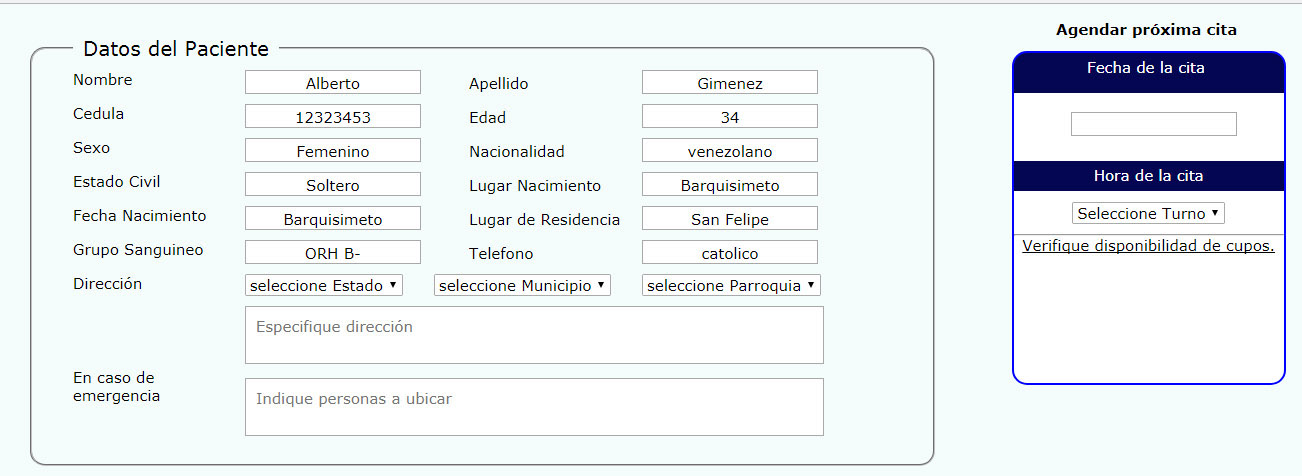 Agendar próxima cita
Datos del Paciente
Nombre Alberto Apellido Gimenez
Cedula 12323453 Edad 34
Sexo Femenino Nacionalidad venezolano
Estado Civil Soltero Lugar Nacimiento Barquisimeto
Fecha Nacimiento Barquisimeto Lugar de Residencia San Felipe
Grupo Sanguineo ORH B- Telefono catolico
Dirección seleccione Estado seleccione Municipio seleccione Parroquia
Especifique dirección
En caso de
emergencia
Indique personas a ubicar
Fecha de la cita
Hora de la cita
Seleccione Turno
Verifique disponibilidad de cupos.